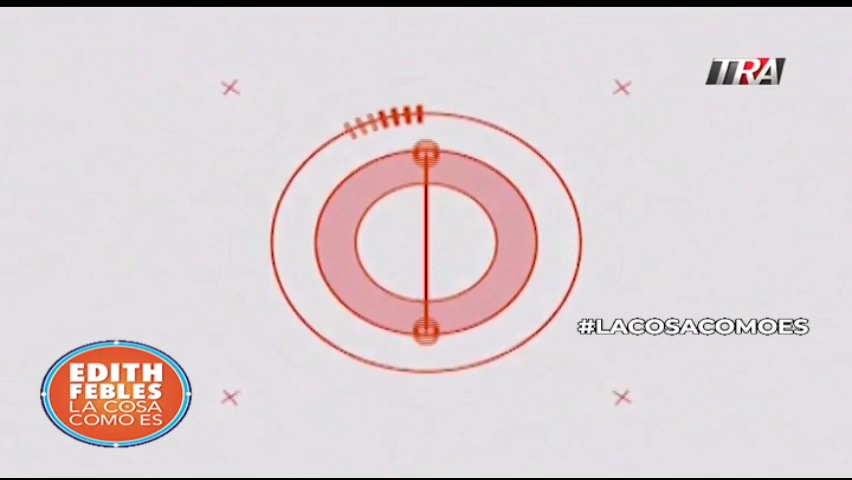 TRA
#LACOSACOMOES
EDITH
FEBLES
LA COSA
COMO ES